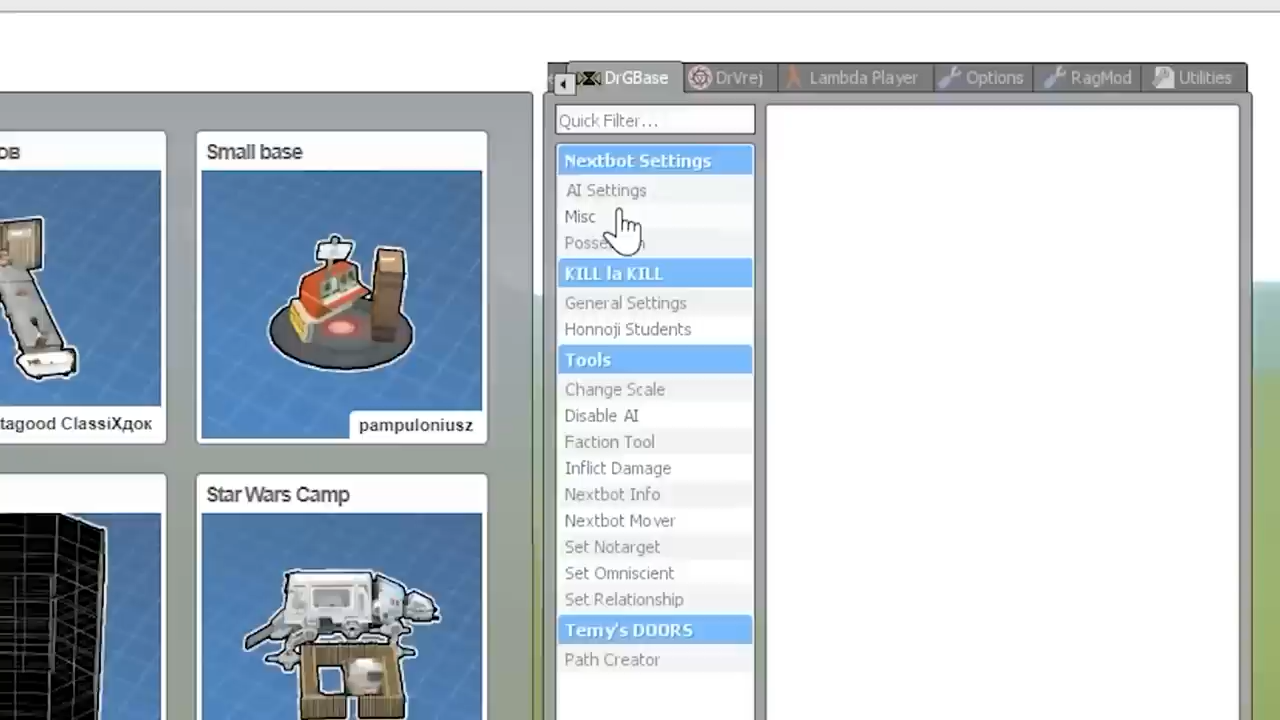 DrGBase
DrVrej
Lambda Player
Options
RagMod
Utilities
Quick Filter...
Nextbot Settings
AI Settings
Misc
KILL la KILL
General Settings
Honnoji Students
Tools
Change Scale
Disable AI
Faction Tool
Inflict Damage
Nextbot Info
Nextbot Mover
Set Notarget
Set Omniscient
Set Relationship
Temy's DOORS
Path Creator
ов
Small base
tagood ClassiXдок
pampuloniusz
Star Wars Camp